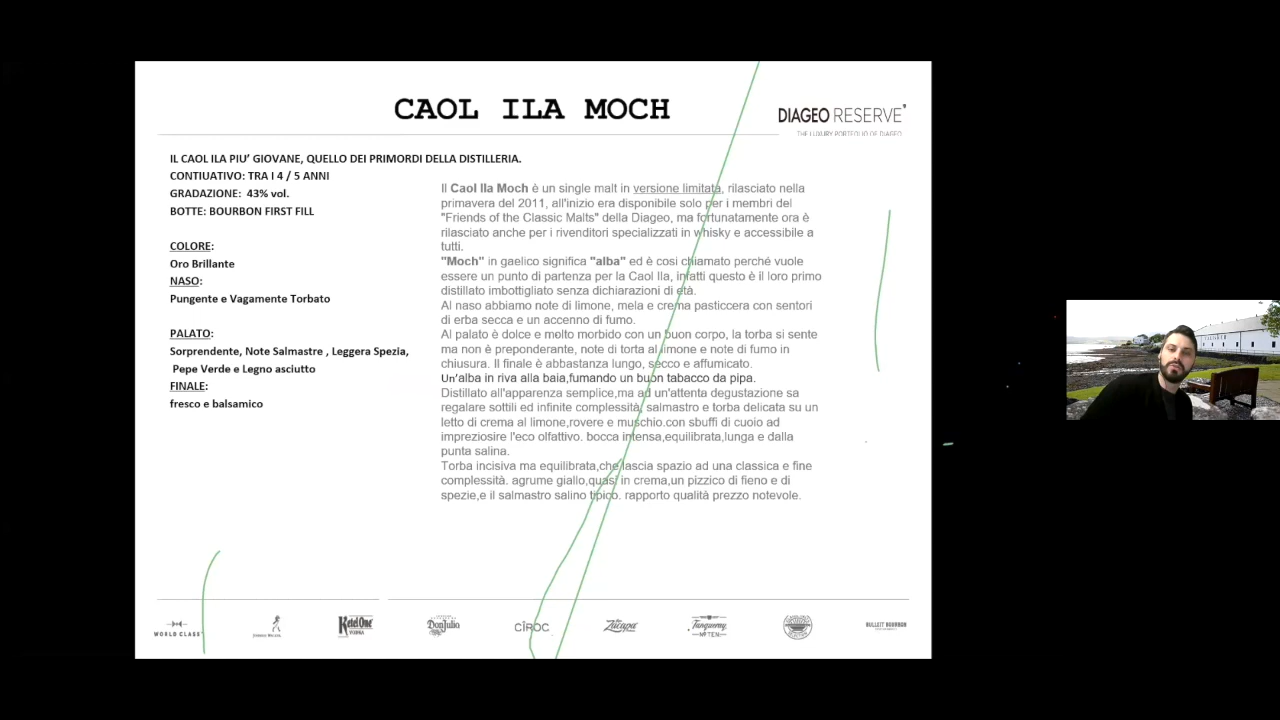 CAOL ILA MOCH
DIAGEO RESERVE
THE LUXURY PORTFOLIO OF DIAGEO
IL CAOL ILA PIU' GIOVANE, QUELLO DEI PRIMORDI DELLA DISTILLERIA.
CONTIUATIVO: TRA I 4 / 5 ANNI
GRADAZIONE: 43% vol.
BOTTE: BOURBON FIRST FILL
COLORE:
Oro Brillante
NASO:
Pungente e Vagamente Torbato
PALATO:
Sorprendente, Note Salmastre , Leggera Spezia,
Pepe Verde e Legno asciutto
FINALE:
fresco e balsamico
Il Caol Ila Moch è un single malt in versione limitata, rilasciato nella
primavera del 2011, all'inizio era disponibile solo per i membri del
"Friends of the Classic Malts" della Diageo, ma fortunatamente ora è
rilasciato anche per i rivenditori specializzati in whisky e accessibile a
tutti.
"Moch" in gaelico significa "alba" ed è cosi chiamato perché vuole
essere un punto di partenza per la Caol Ila, infatti questo è il loro primo
distillato imbottigliato senza dichiarazioni di età.
Al naso abbiamo note di limone, mela e crema pasticcera con sentori
di erba secca e un accenno di fumo.
Al palato è dolce e molto morbido con un buon corpo, la torba si sente
ma non è preponderante, note di torta al limone e note di fumo in
chiusura. Il finale è abbastanza lungo, secco e affumicato.
Un'alba in riva alla baia,fumando un buon tabacco da pipa.
Distillato all'apparenza semplice,ma ad un'attenta degustazione sa
regalare sottili ed infinite complessità, salmastro e torba delicata su un
letto di crema al limone,rovere e muschio.con sbuffi di cuoio ad
impreziosire l'eco olfattivo. bocca intensa,equilibrata,lunga e dalla
punta salina.
Torba incisiva ma equilibrata,che lascia spazio ad una classica e fine
complessità. agrume giallo,quasi in crema,un pizzico di fieno e di
spezie,e il salmastro salino tipico. rapporto qualità prezzo notevole.
WORLD CLASS
JOHNNIE WALKER
Ketel One
VODKA
Don Julio
CÎROC
Zacapa
Tanqueray
Nº TEN
BULLEIT BOURBON